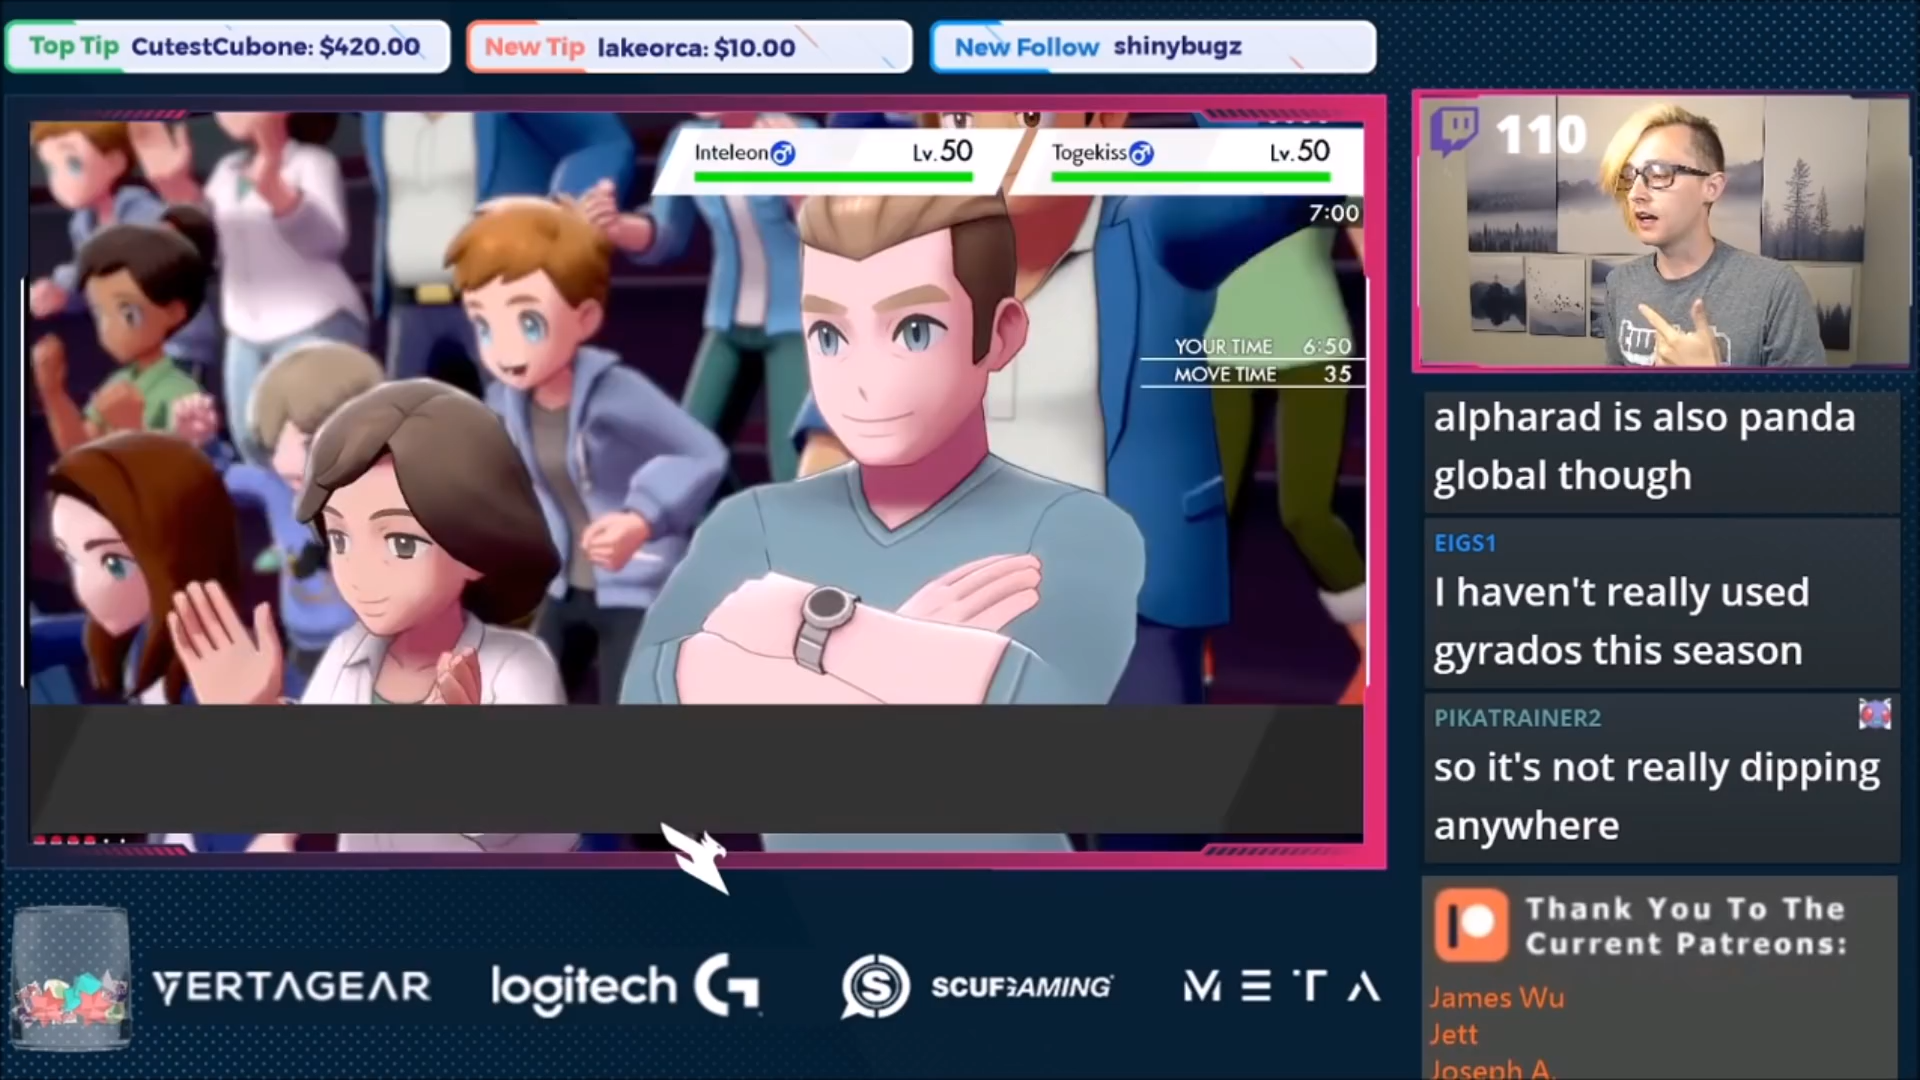 Top Tip CutestCubone: $420.00
New Tip lakeorca: $10.00
New Follow shinybugz
Inteleon♂ Lv.50
Togekiss♂ Lv.50
7:00
YOUR TIME 6:50
MOVE TIME 35
110
alpharad is also panda
global though
EIGS1
I haven't really used
gyrados this season
PIKATRAINER2
so it's not really dipping
anywhere
Thank You To The
Current Patreons:
James Wu
Jett
Joseph A.
VERTAGEAR
logitech G
SCUF GAMING
META